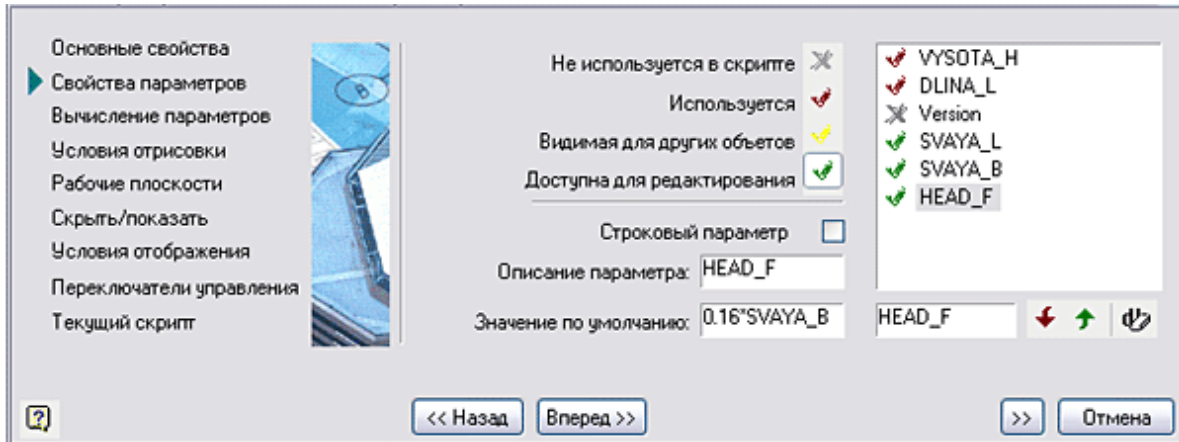 Основные свойства
Свойства параметров
Вычисление параметров
Условия отрисовки
Рабочие плоскости
Скрыть/показать
Условия отображения
Переключатели управления
Текущий скрипт
Не используется в скрипте
Используется
Видимая для других обьетов
Доступна для редактирования
Строковый параметр
Описание параметра: HEAD_F
Значение по умолчанию: 0.16*SVAYA_B
VYSOTA_H
DLINA_L
Version
SVAYA_L
SVAYA_B
HEAD_F
HEAD_F
?
<< Назад
Вперед >>
>>
Отмена